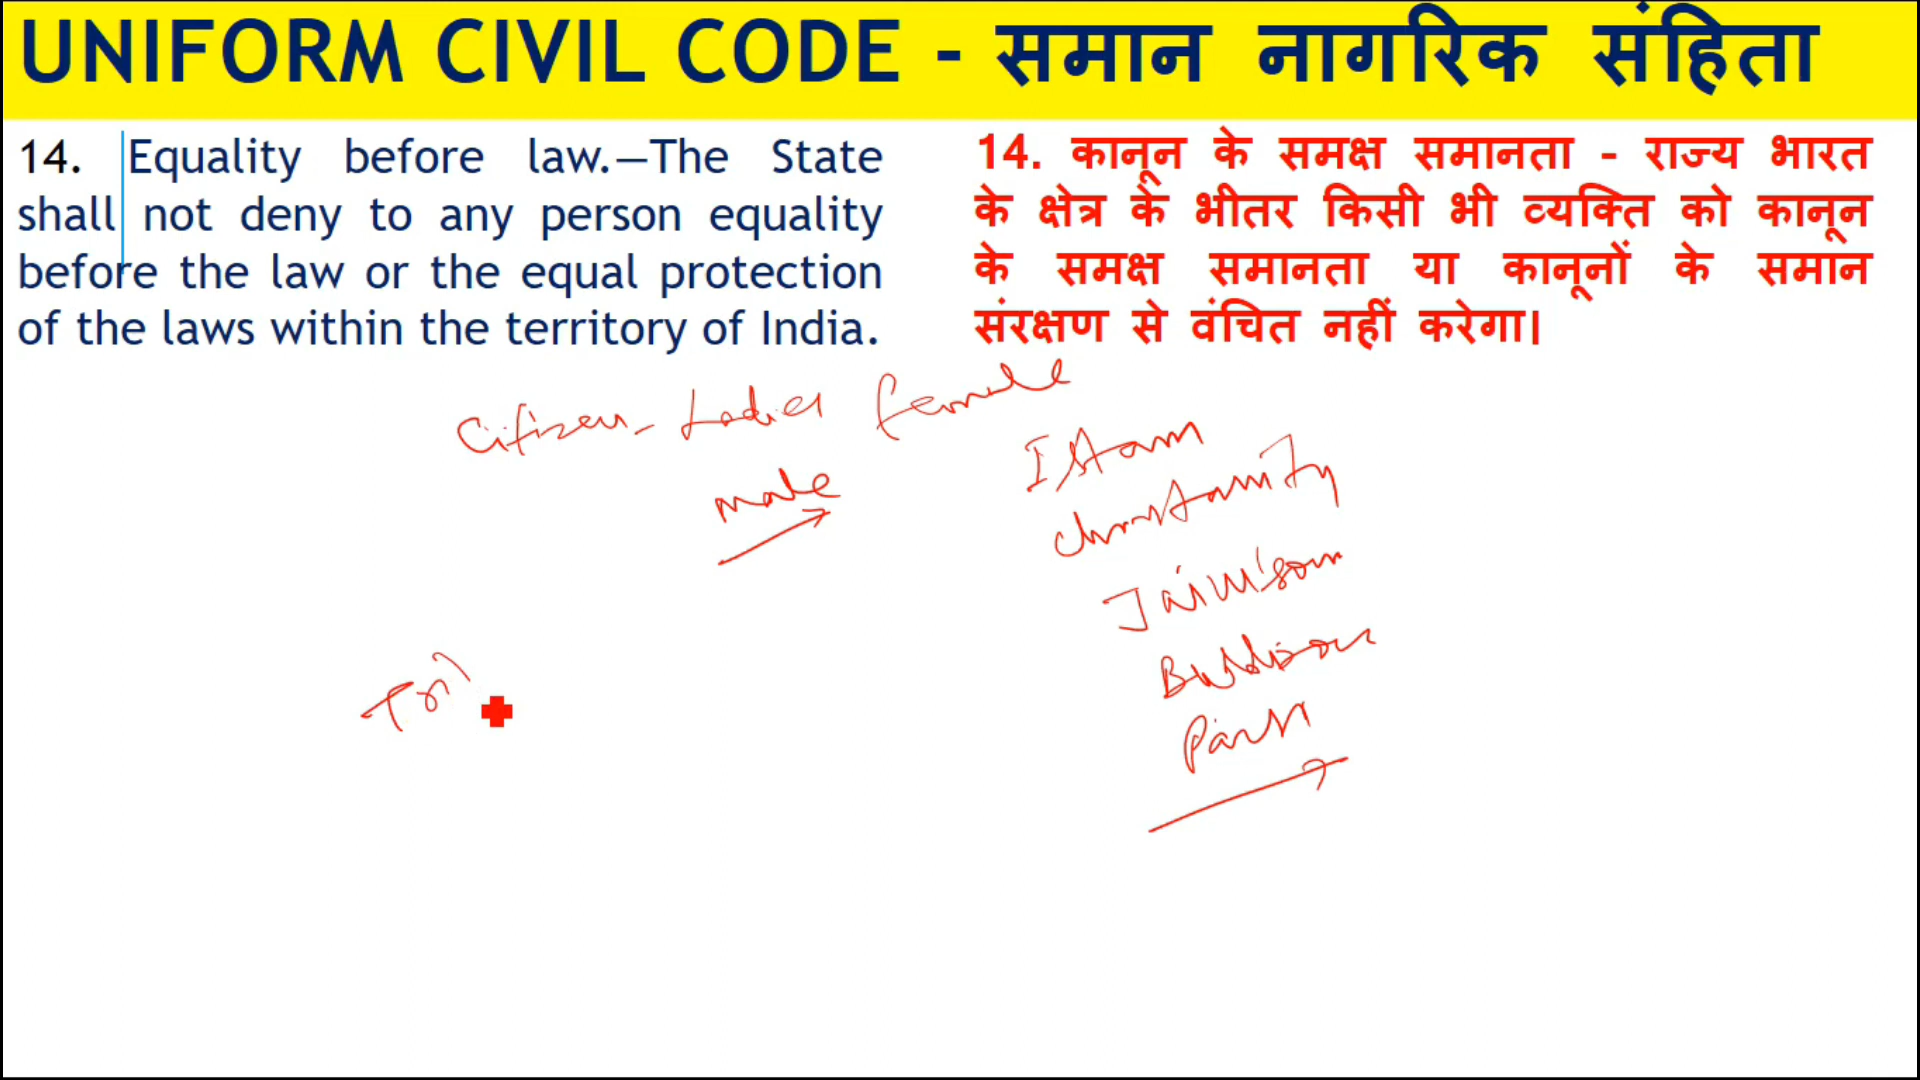 UNIFORM CIVIL CODE - समान नागरिक संहिता
14. Equality before law.—The State
shall not deny to any person equality
before the law or the equal protection
of the laws within the territory of India.
14. कानून के समक्ष समानता - राज्य भारत
के क्षेत्र के भीतर किसी भी व्यक्ति को कानून
के समक्ष समानता या कानूनों के समान
संरक्षण से वंचित नहीं करेगा।
Citizen - Ladies female
male
Islam
christianity
Parsi
Tri